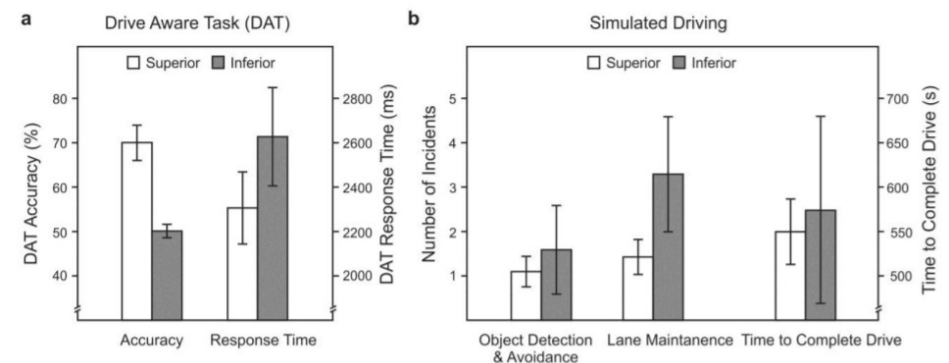 a
Drive Aware Task (DAT)
Superior Inferior
DAT Accuracy (%)
80
70
60
50
40
2800
2600
2400
2200
2000
DAT Response Time (ms)
Accuracy Response Time
b
Simulated Driving
Superior Inferior
Number of Incidents
5
4
3
2
1
700
650
600
550
500
Time to Complete Drive (s)
Object Detection
& Avoidance
Lane Maintanence
Time to Complete Drive